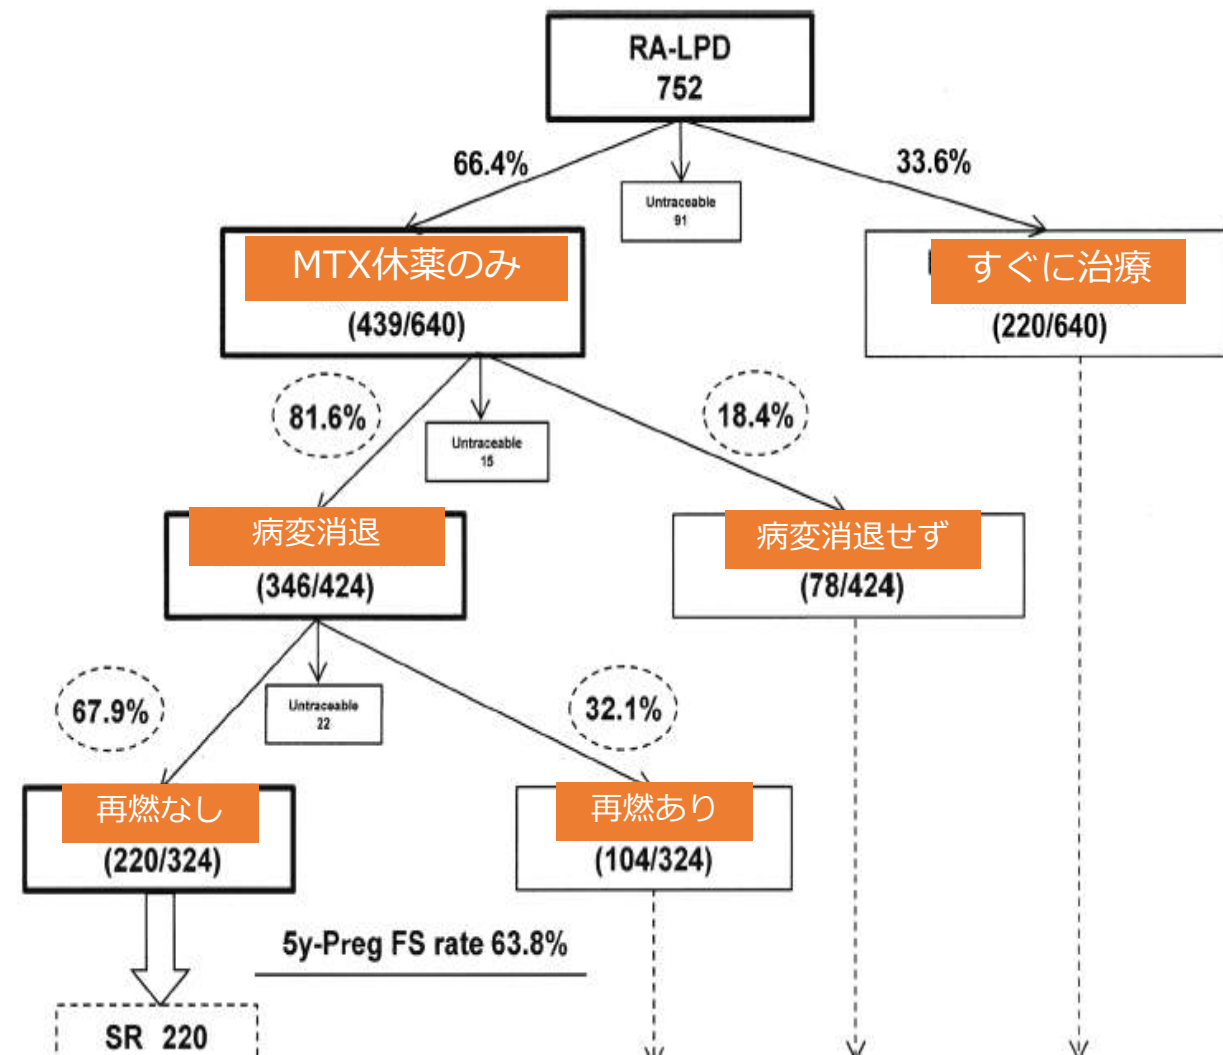 RA-LPD
752
66.4%
33.6%
Untraceable
91
MTX休薬のみ
(439/640)
すぐに治療
(220/640)
81.6%
18.4%
Untraceable
15
病変消退
(346/424)
病変消退せず
(78/424)
67.9%
32.1%
Untraceable
22
再燃なし
(220/324)
再燃あり
(104/324)
5y-Preg FS rate 63.8%
SR 220